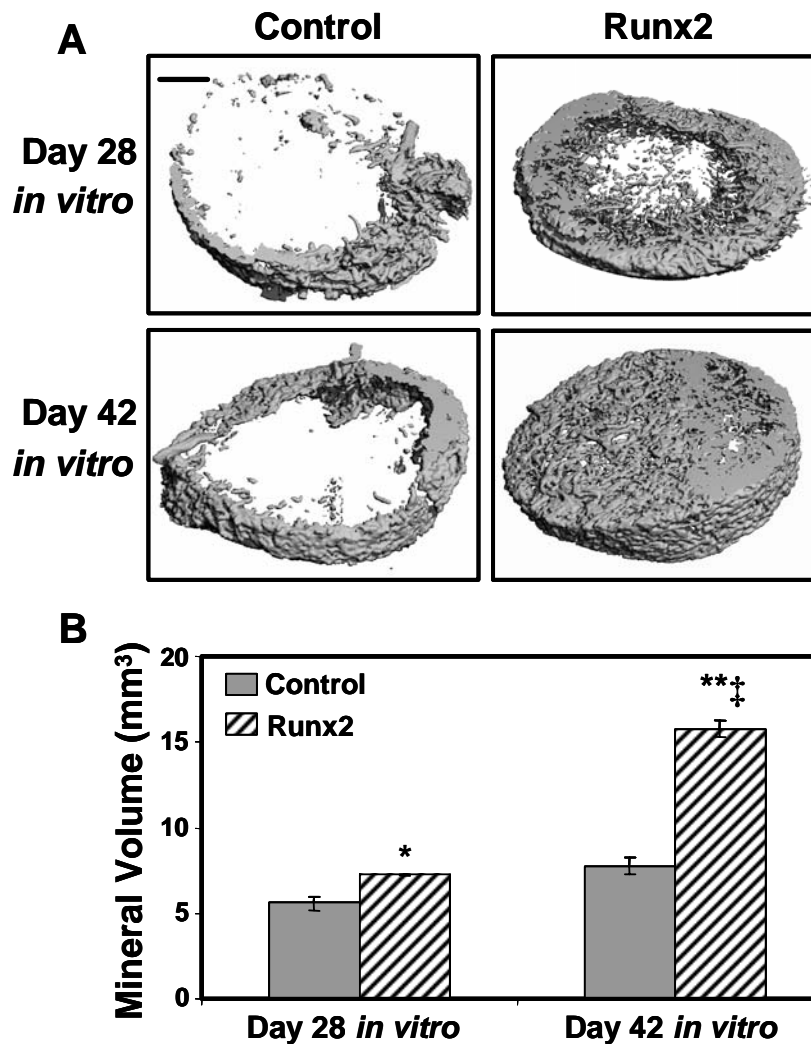 A
Control
Runx2
Day 28
in vitro
Day 42
in vitro
B
Mineral Volume (mm³)
20
15
10
5
0
Control
Runx2
*
**‡
Day 28 in vitro
Day 42 in vitro